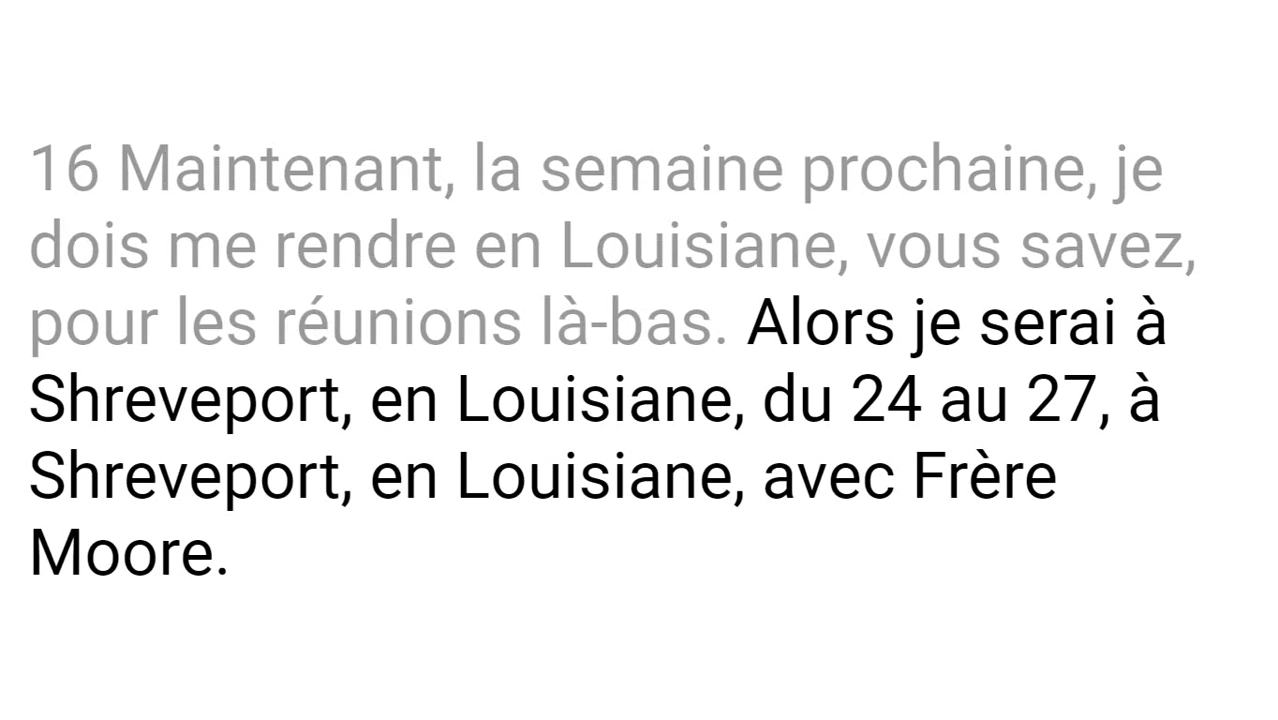 16 Maintenant, la semaine prochaine, je
dois me rendre en Louisiane, vous savez,
pour les réunions là-bas. Alors je serai à
Shreveport, en Louisiane, du 24 au 27, à
Shreveport, en Louisiane, avec Frère
Moore.